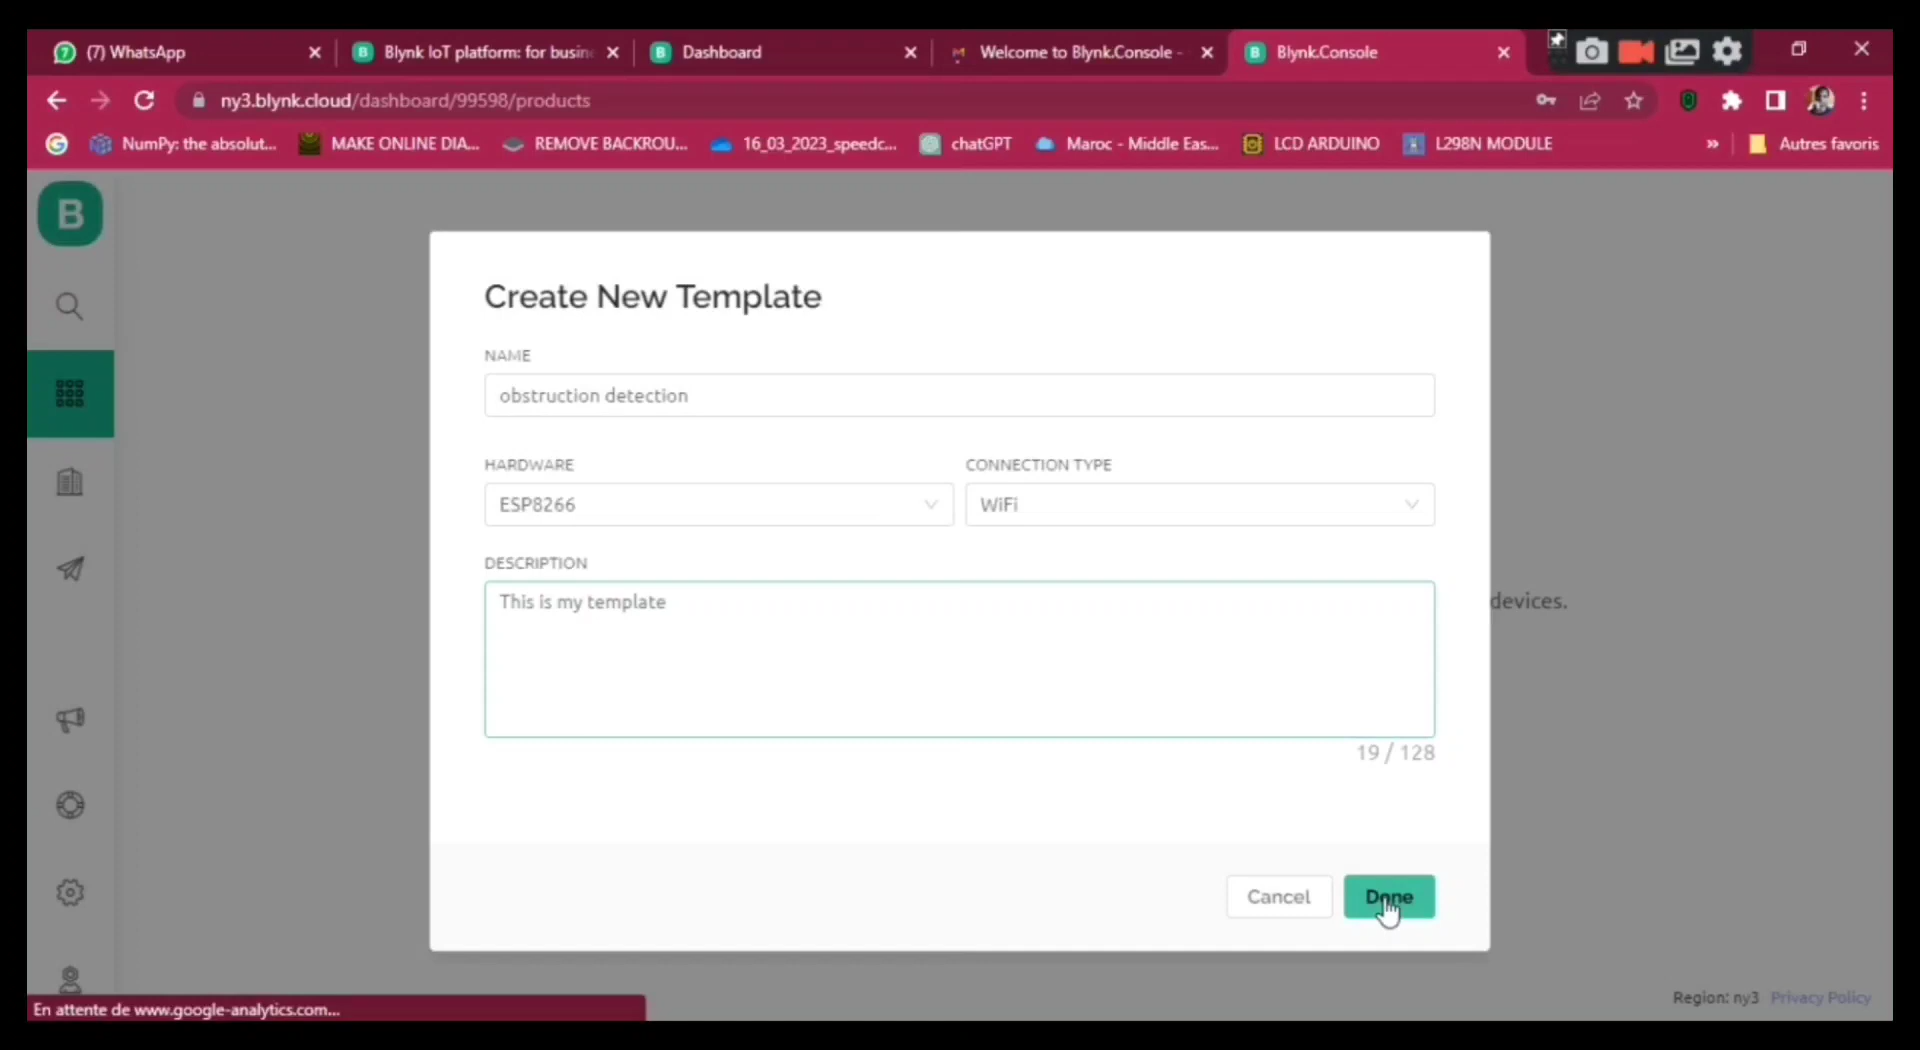 (7) WhatsApp
Blynk IoT platform: for busin
Dashboard
Welcome to Blynk.Console -
Blynk.Console
ny3.blynk.cloud/dashboard/99598/products
NumPy: the absolut...
MAKE ONLINE DIA...
REMOVE BACKROU...
16_03_2023_speedc...
chatGPT
Maroc - Middle Eas...
LCD ARDUINO
L298N MODULE
»
Autres favoris
B
Create New Template
NAME
obstruction detection
HARDWARE
CONNECTION TYPE
ESP8266
WiFi
DESCRIPTION
This is my template
devices.
19 / 128
Cancel
Done
Region: ny3 Privacy Policy
En attente de www.google-analytics.com...